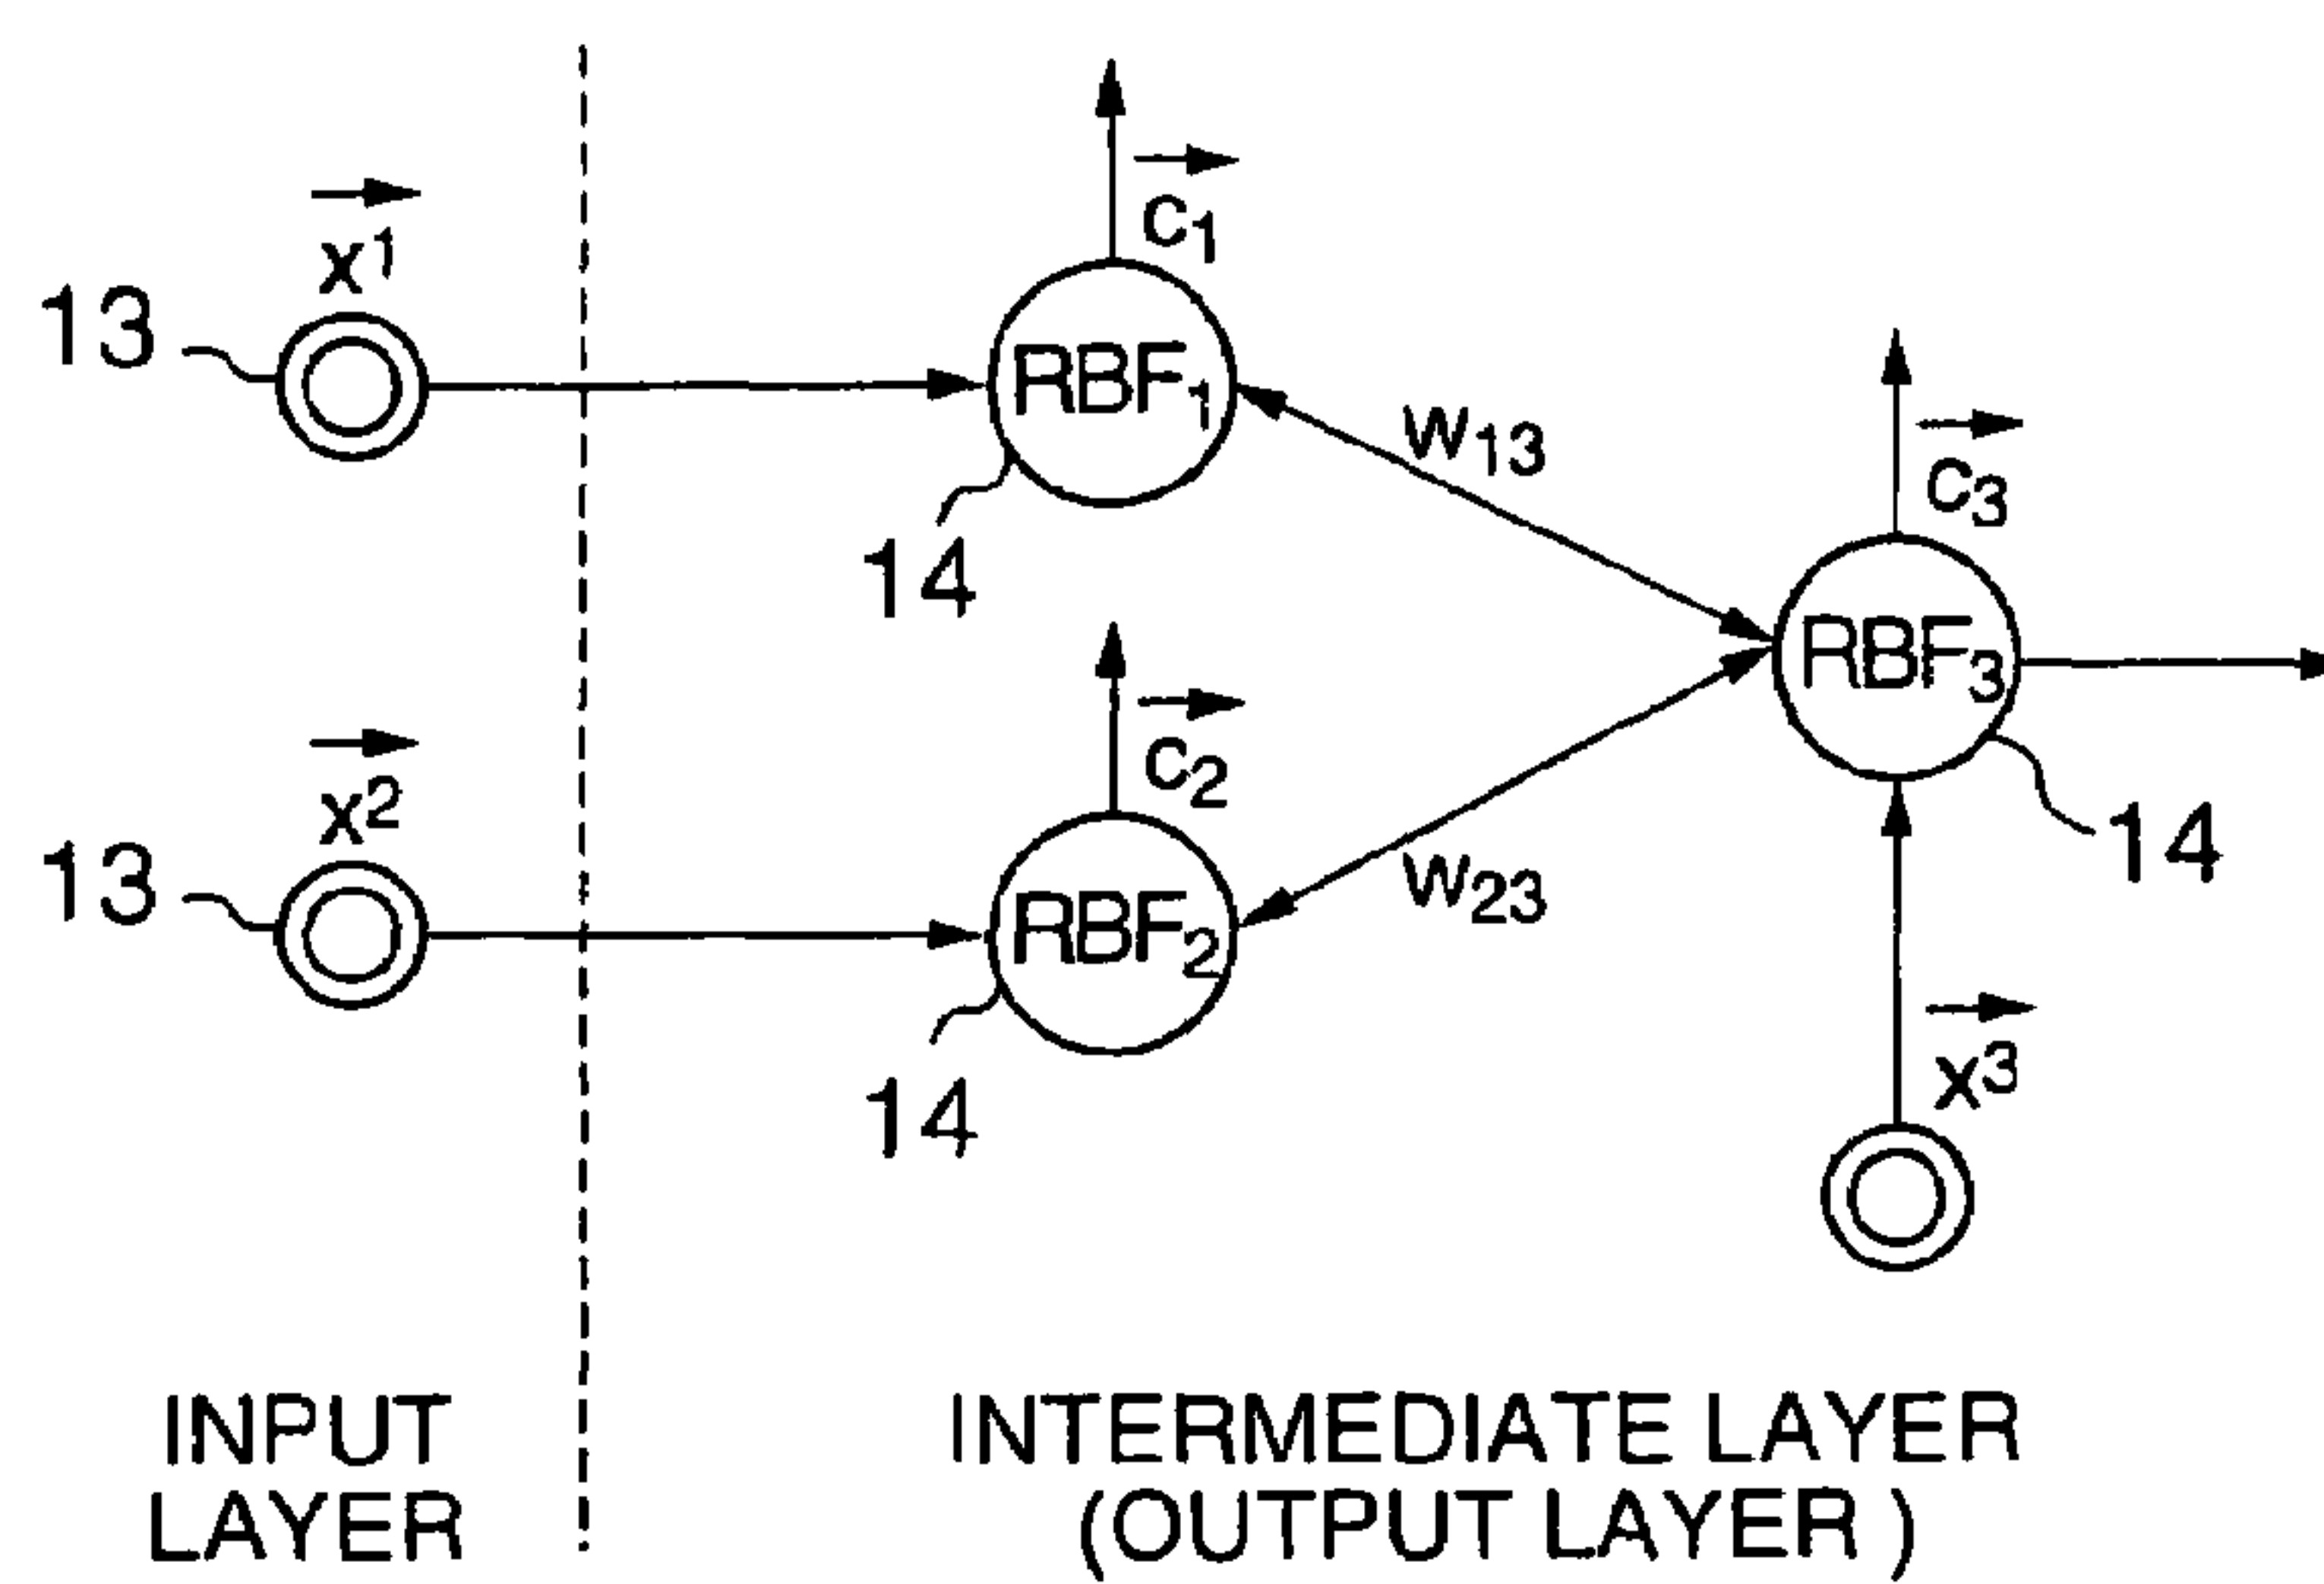 c1
x1
13
RBF1
w13
c3
14
RBF3
c2
x2
14
13
RBF2
w23
x3
14
INPUT
LAYER
INTERMEDIATE LAYER
(OUTPUT LAYER )